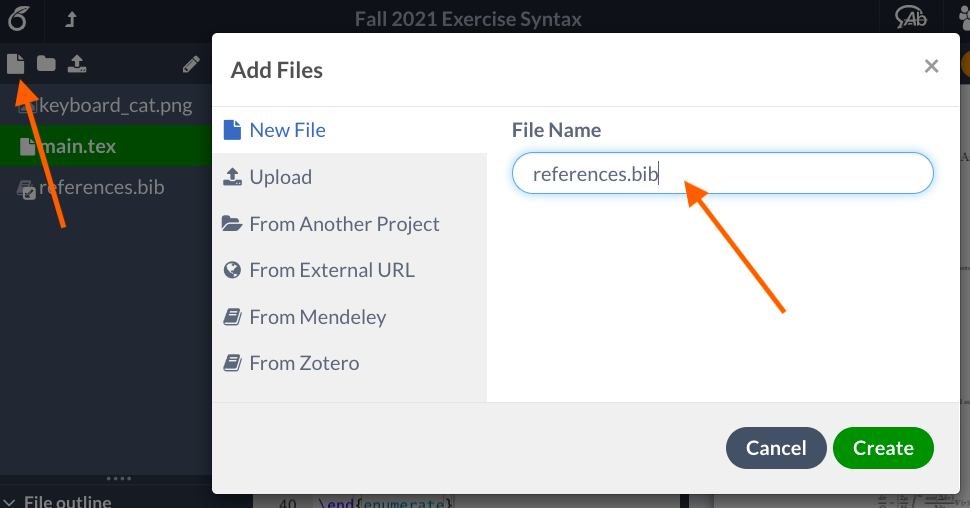 Fall 2021 Exercise Syntax
Add Files
×
keyboard_cat.png
main.tex
references.bib
New File
Upload
From Another Project
From External URL
From Mendeley
From Zotero
File Name
references.bib
Cancel
Create
File outline
40
\end{enumerate}